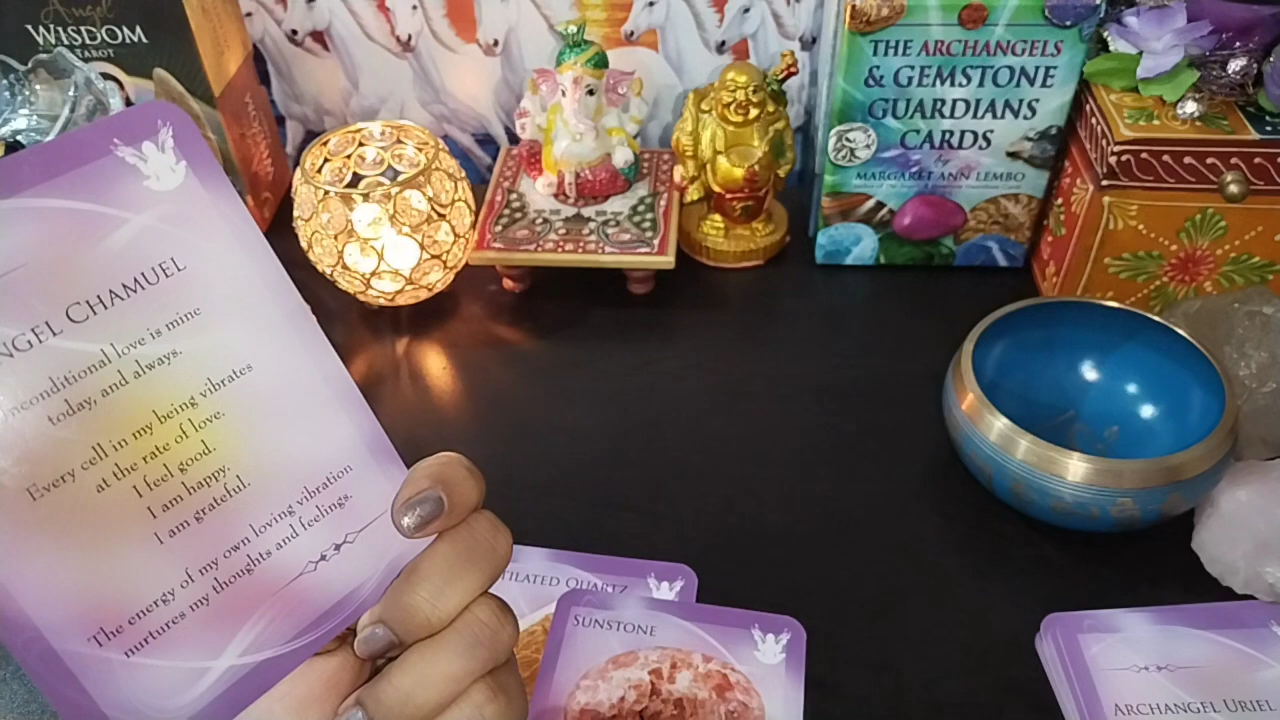 Angel
WISDOM
TAROT
THE ARCHANGELS
& GEMSTONE
GUARDIANS
CARDS
by
MARGARET ANN LEMBO
NGEL CHAMUEL
Unconditional love is mine
today, and always.
Every cell in my being vibrates
at the rate of love.
I feel good.
I am happy.
I am grateful.
The energy of my own loving vibration
nurtures my thoughts and feelings.
TILATED QUARTZ
SUNSTONE
ARCHANGEL URIEL